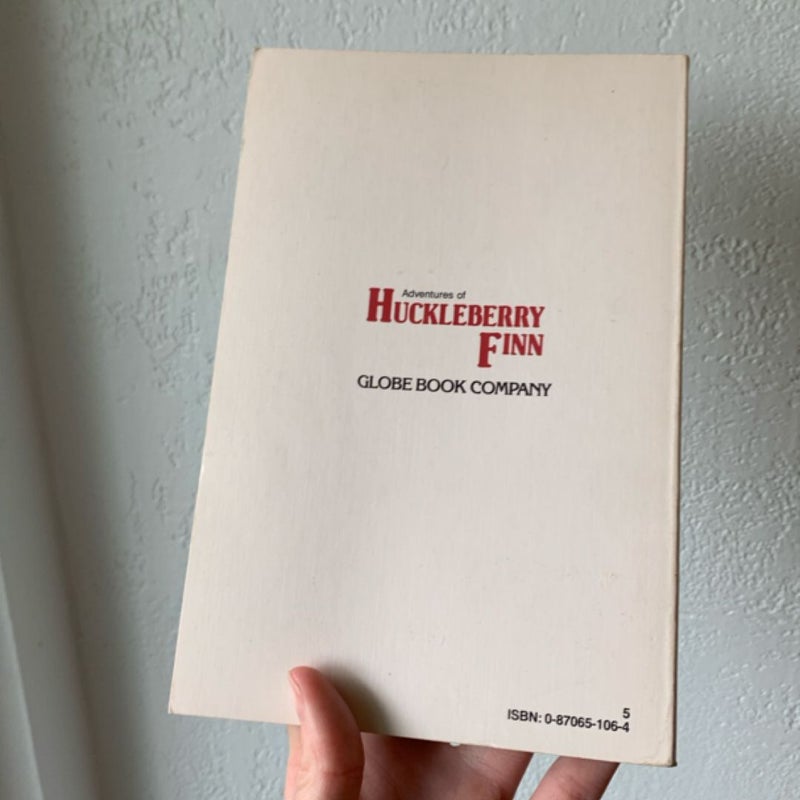 Adventures of
HUCKLEBERRY
FINN
GLOBE BOOK COMPANY
5
ISBN: 0-87065-106-4